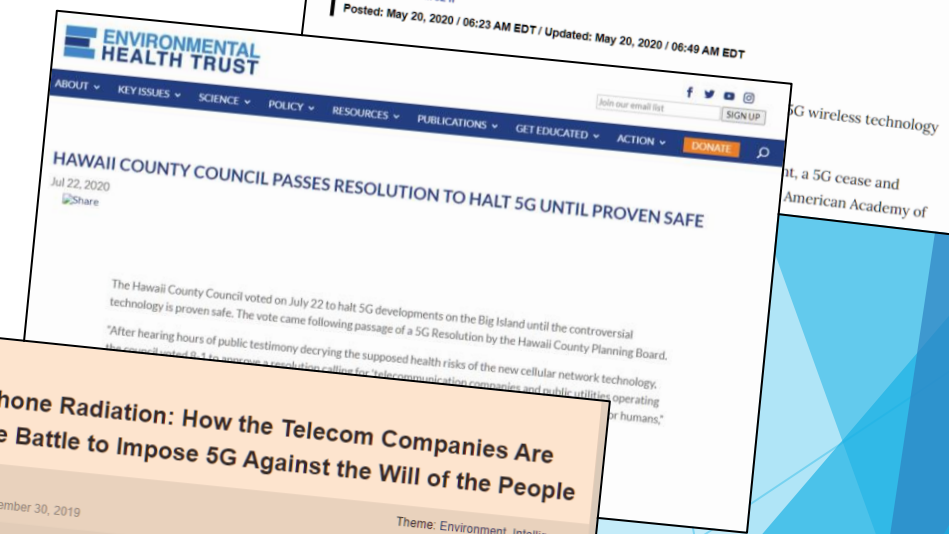 Posted: May 20, 2020 / 06:23 AM EDT / Updated: May 20, 2020 / 06:49 AM EDT
ENVIRONMENTAL
HEALTH TRUST
Join our email list SIGN UP
ABOUT KEY ISSUES SCIENCE POLICY RESOURCES PUBLICATIONS GET EDUCATED ACTION DONATE
5G wireless technology
a 5G cease and
American Academy of
HAWAII COUNTY COUNCIL PASSES RESOLUTION TO HALT 5G UNTIL PROVEN SAFE
Jul 22, 2020
Share
The Hawaii County Council voted on July 22 to halt 5G developments on the Big Island until the controversial
technology is proven safe. The vote came following passage of a 5G Resolution by the Hawaii County Planning Board.
"After hearing hours of public testimony decrying the supposed health risks of the new cellular network technology,
the council voted 8-1 to approve a resolution calling for 'telecommunication companies and public utilities operating
humans,"
Radiation: How the Telecom Companies Are
Battle to Impose 5G Against the Will of the People
30, 2019
Theme: Environment,